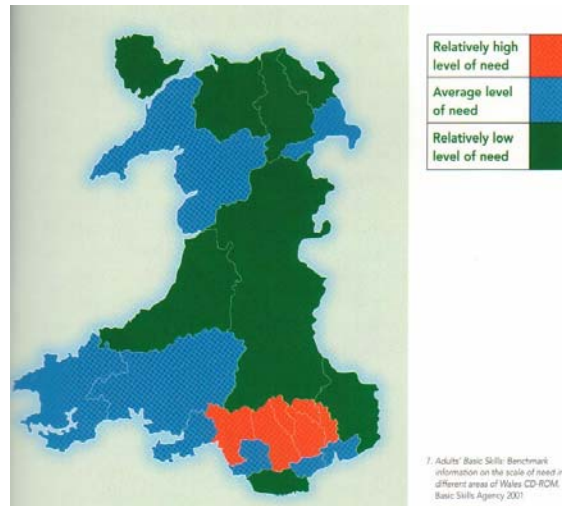 Relatively high
level of need
Average level
of need
Relatively low
level of need
7. Adults' Basic Skills: Benchmark
information on the scale of need in
different areas of Wales CD-ROM.
Basic Skills Agency 2001